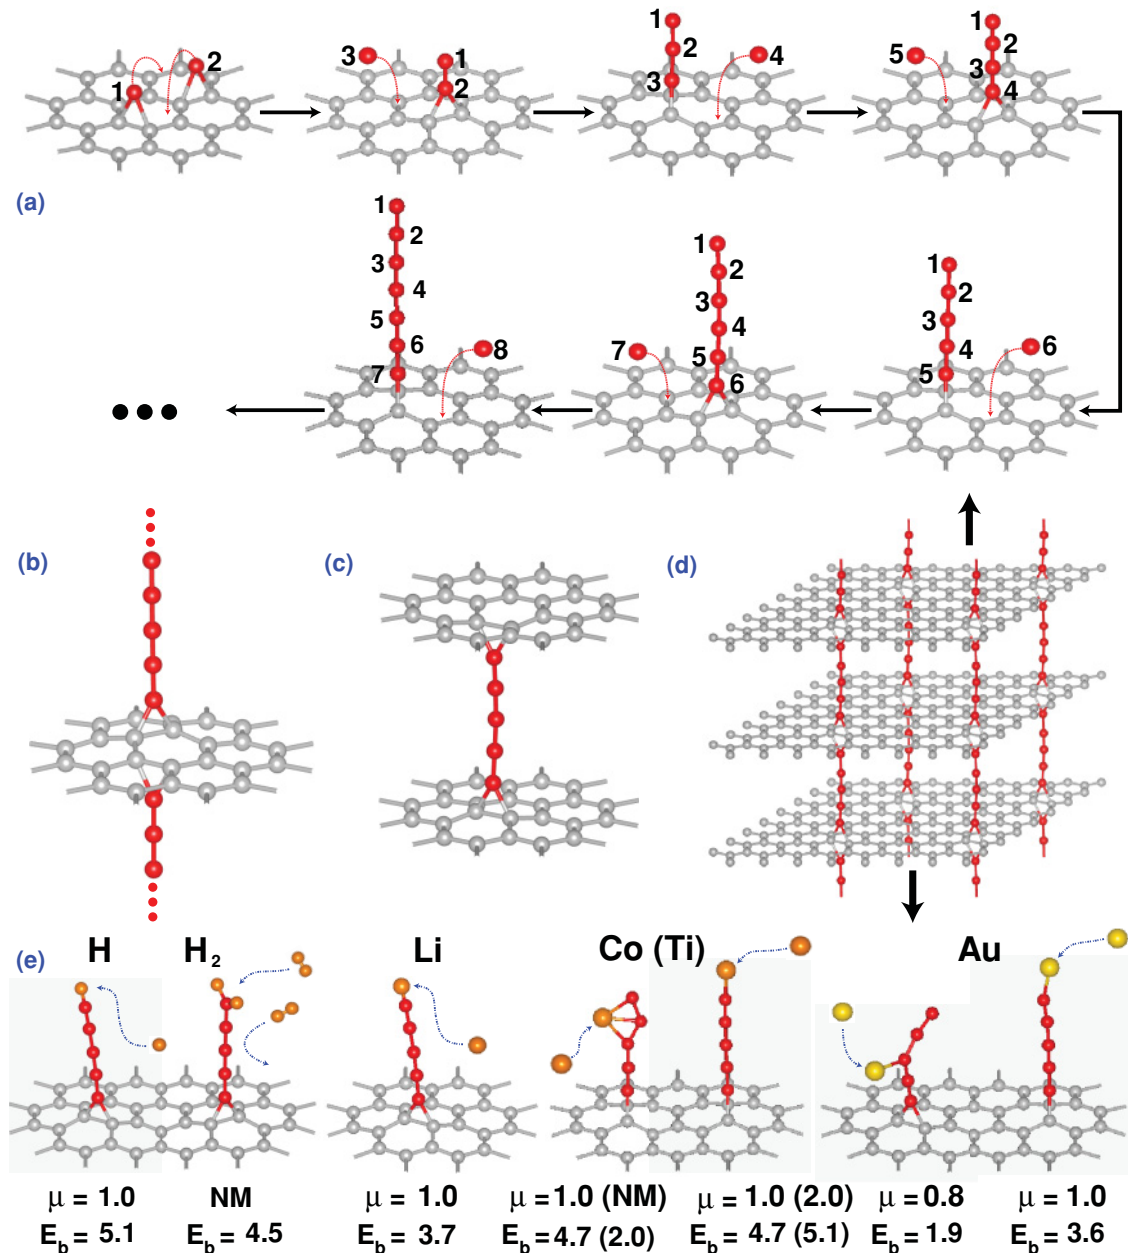 1 2
3 1 2
1 2 3 4
5 1 2 3 4
(a)
1 2 3 4 5 6 7 8
7 1 2 3 4 5 6
1 2 3 4 5 6
(b)
(c)
(d)
(e)
H H2 Li Co (Ti) Au
μ = 1.0 NM μ = 1.0 μ = 1.0 (NM) μ = 1.0 (2.0) μ = 0.8 μ = 1.0
Eb = 5.1 Eb = 4.5 Eb = 3.7 Eb = 4.7 (2.0) Eb = 4.7 (5.1) Eb = 1.9 Eb = 3.6